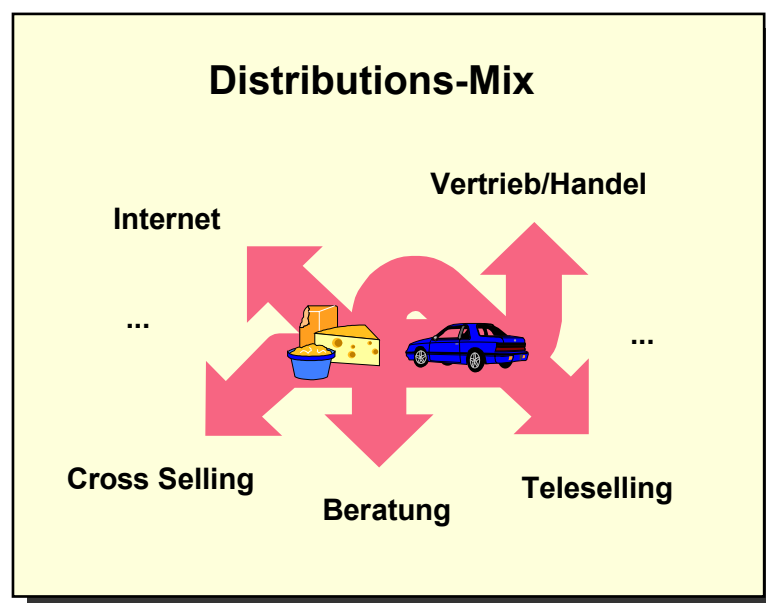 Distributions-Mix
Vertrieb/Handel
Internet
...
...
Cross Selling
Beratung
Teleselling